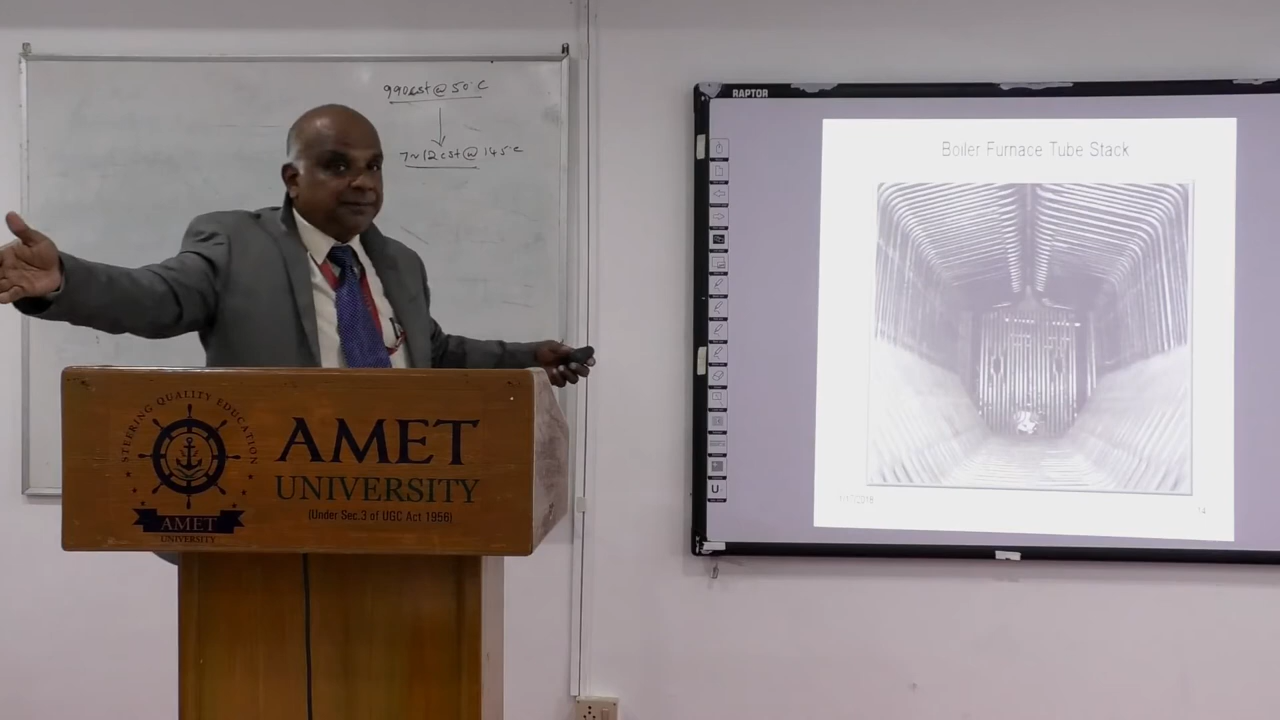 990cst @ 50°C
7~12cst @ 145°C
STEERING QUALITY EDUCATION
AMET
UNIVERSITY
AMET
UNIVERSITY
(Under Sec.3 of UGC Act 1956)
RAPTOR
Boiler Furnace Tube Stack
14